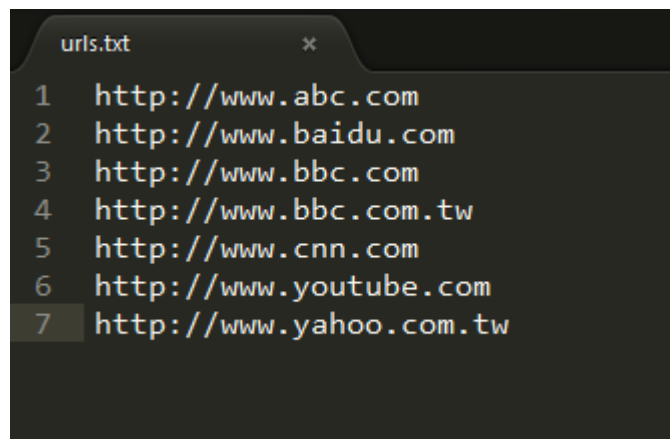 urls.txt ×
1 http://www.abc.com
2 http://www.baidu.com
3 http://www.bbc.com
4 http://www.bbc.com.tw
5 http://www.cnn.com
6 http://www.youtube.com
7 http://www.yahoo.com.tw